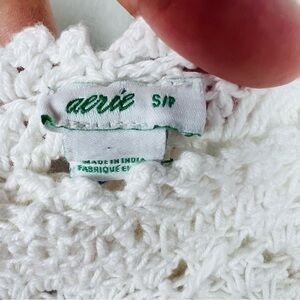 aerie S/P
MADE IN INDIA
FABRIQUÉ EN